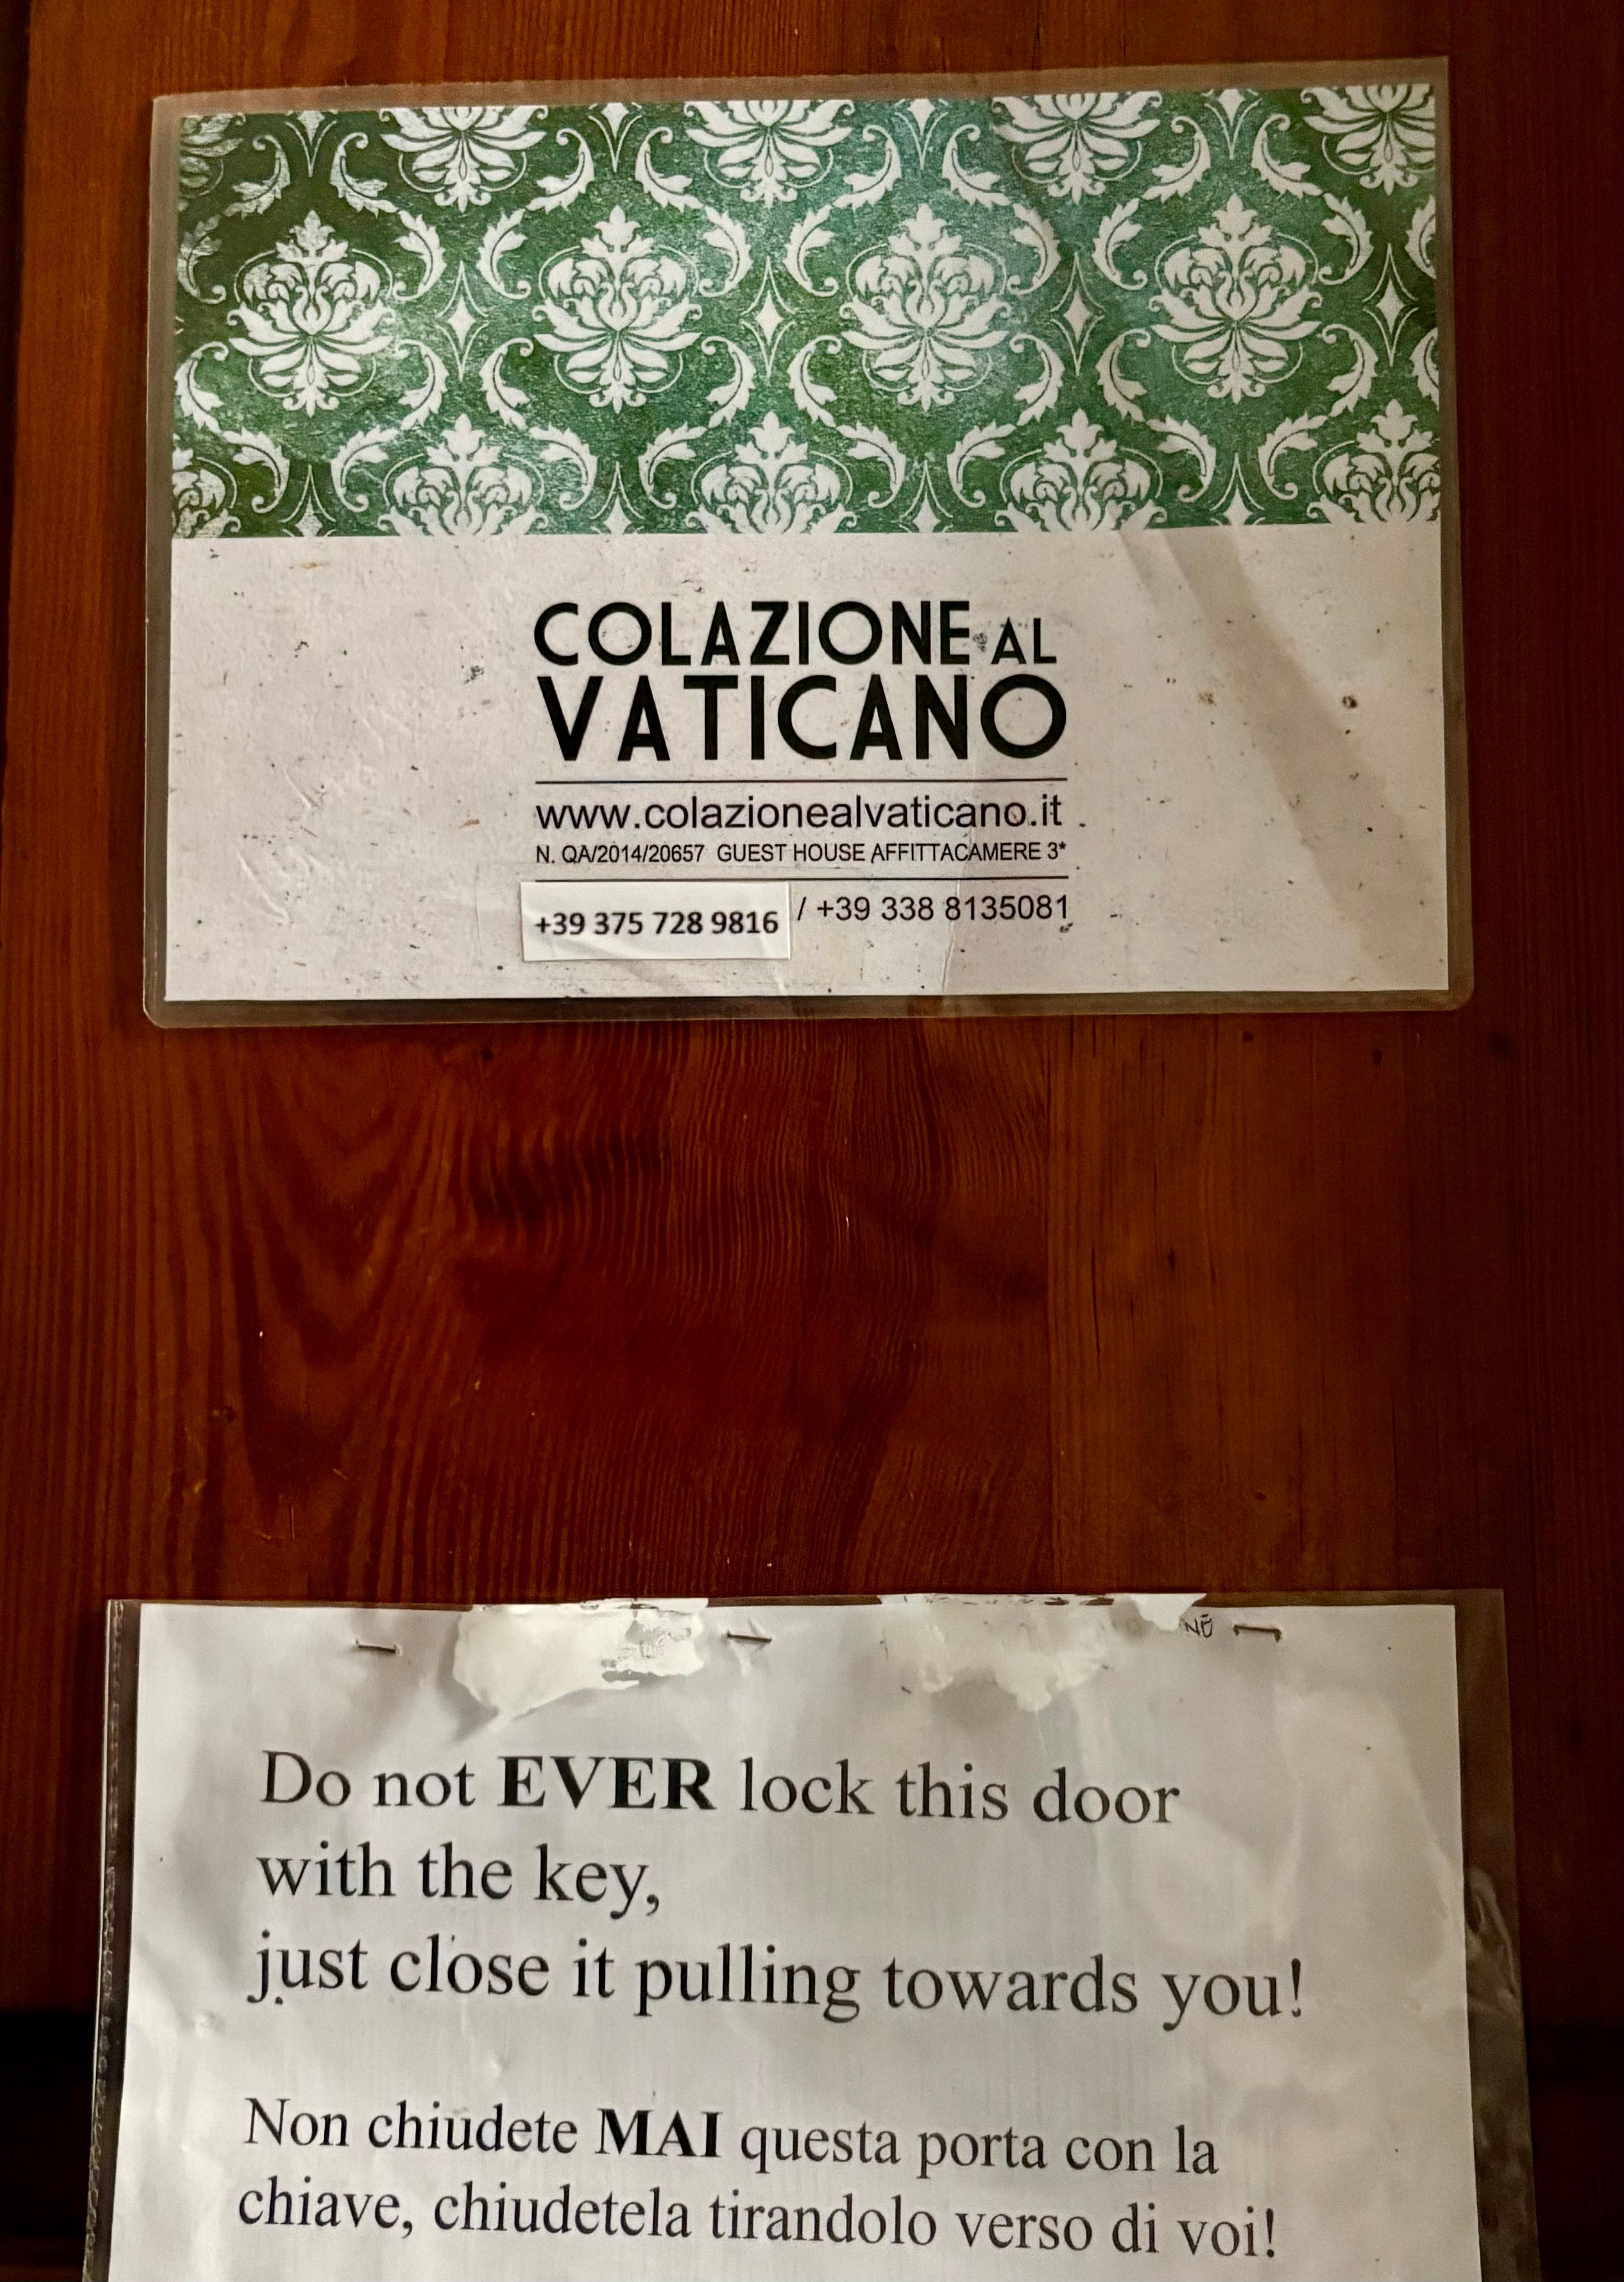 COLAZIONE AL
VATICANO
www.colazionealvaticano.it
N. QA/2014/20657 GUEST HOUSE AFFITTACAMERE 3*
+39 375 728 9816 / +39 338 8135081
Do not EVER lock this door
with the key,
just close it pulling towards you!
Non chiudete MAI questa porta con la
chiave, chiudetela tirandolo verso di voi!